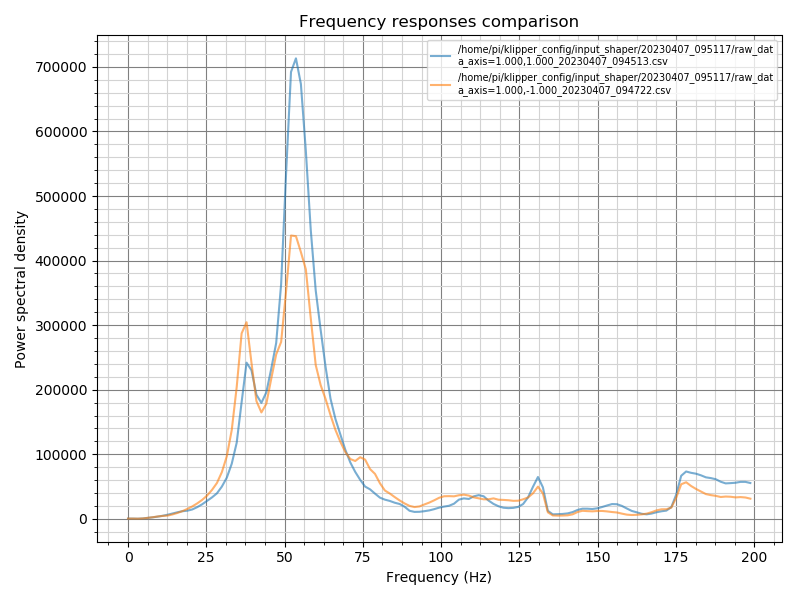 Frequency responses comparison
/home/pi/klipper_config/input_shaper/20230407_095117/raw_dat
a_axis=1.000,1.000_20230407_094513.csv
/home/pi/klipper_config/input_shaper/20230407_095117/raw_dat
a_axis=1.000,-1.000_20230407_094722.csv
700000
600000
500000
400000
300000
200000
100000
0
Power spectral density
0 25 50 75 100 125 150 175 200
Frequency (Hz)